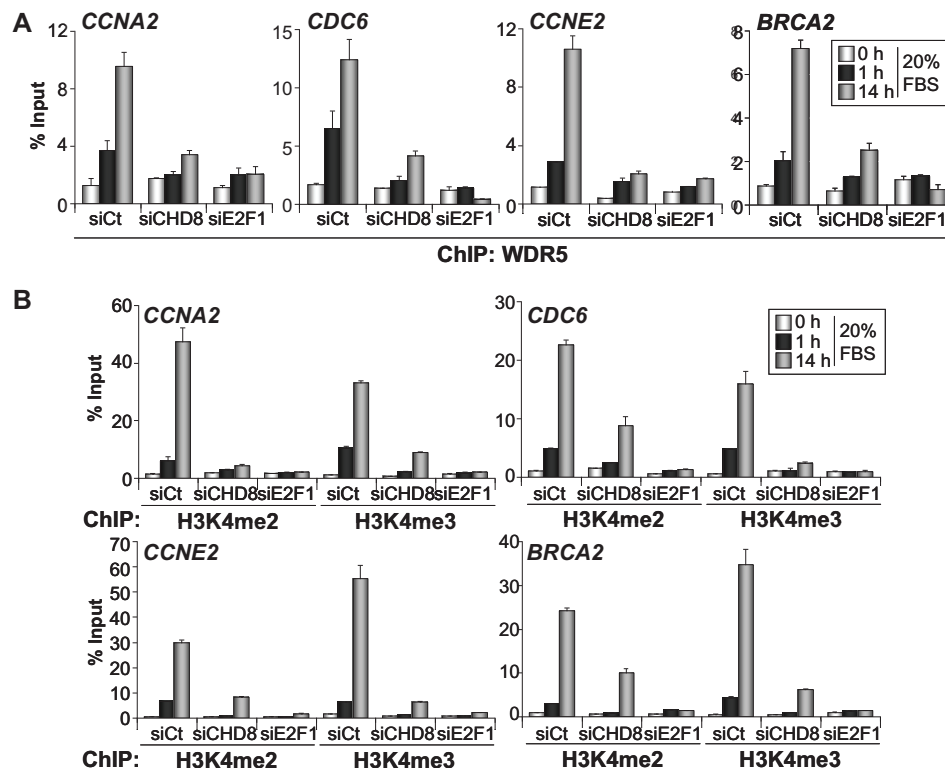 A
CCNA2
CDC6
CCNE2
BRCA2
% Input
12
8
4
0
siCt siCHD8 siE2F1
15
10
5
0
siCt siCHD8 siE2F1
12
8
4
0
siCt siCHD8 siE2F1
8
6
4
2
0
siCt siCHD8 siE2F1
0 h
1 h
14 h
20%
FBS
ChIP: WDR5
B
CCNA2
% Input
60
40
20
0
siCt siCHD8 siE2F1 siCt siCHD8 siE2F1
ChIP: H3K4me2 H3K4me3
CDC6
30
20
10
0
siCt siCHD8 siE2F1 siCt siCHD8 siE2F1
H3K4me2 H3K4me3
0 h
1 h
14 h
20%
FBS
CCNE2
% Input
70
60
50
40
30
20
10
0
siCt siCHD8 siE2F1 siCt siCHD8 siE2F1
ChIP: H3K4me2 H3K4me3
BRCA2
40
30
20
10
0
siCt siCHD8 siE2F1 siCt siCHD8 siE2F1
H3K4me2 H3K4me3